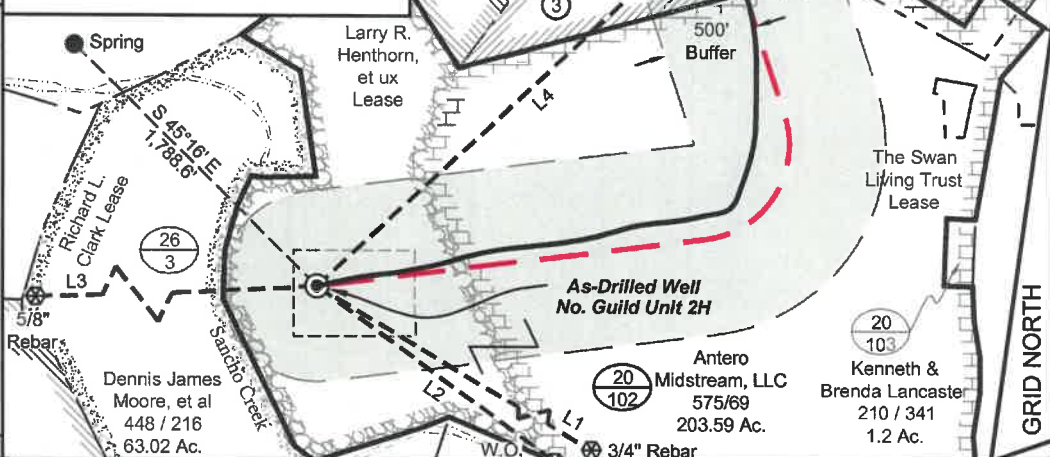 3
Spring
Larry R.
Henthorn,
et ux
Lease
500'
Buffer
L4
S 45°16' E
1,788.6'
The Swan
Living Trust
Lease
Richard L.
Clark Lease
26
3
L3
5/8"
Rebar
As-Drilled Well
No. Guild Unit 2H
Sancho Creek
20
103
Kenneth &
Brenda Lancaster
210 / 341
1.2 Ac.
GRID NORTH
20
102
Antero
Midstream, LLC
575/69
203.59 Ac.
Dennis James
Moore, et al
448 / 216
63.02 Ac.
L2
L1
W.O.
3/4" Rebar